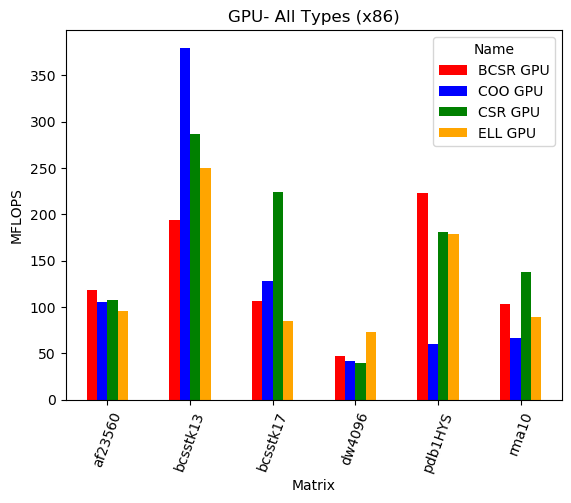 GPU- All Types (x86)
Name
BCSR GPU
COO GPU
CSR GPU
ELL GPU
MFLOPS
350
300
250
200
150
100
50
0
af23560
bcsstk13
bcsstk17
dw4096
pdb1HYS
rma10
Matrix